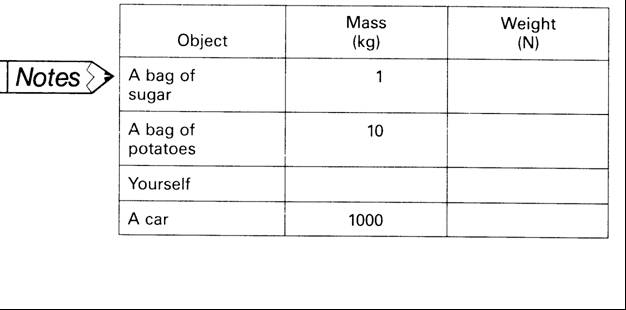 Object
Mass
(kg)
Weight
(N)
Notes
A bag of
sugar
1
A bag of
potatoes
10
Yourself
A car
1000